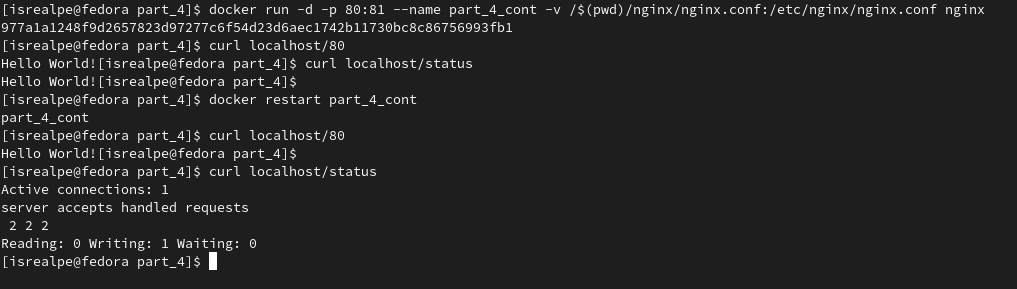 [isrealpe@fedora part_4]$ docker run -d -p 80:81 --name part_4_cont -v /$(pwd)/nginx/nginx.conf:/etc/nginx/nginx.conf nginx
977a1a1248f9d2657823d97277c6f54d23d6aec1742b11730bc8c86756993fb1
[isrealpe@fedora part_4]$ curl localhost/80
Hello World![isrealpe@fedora part_4]$ curl localhost/status
Hello World![isrealpe@fedora part_4]$
[isrealpe@fedora part_4]$ docker restart part_4_cont
part_4_cont
[isrealpe@fedora part_4]$ curl localhost/80
Hello World![isrealpe@fedora part_4]$
[isrealpe@fedora part_4]$ curl localhost/status
Active connections: 1
server accepts handled requests
 2 2 2
Reading: 0 Writing: 1 Waiting: 0
[isrealpe@fedora part_4]$